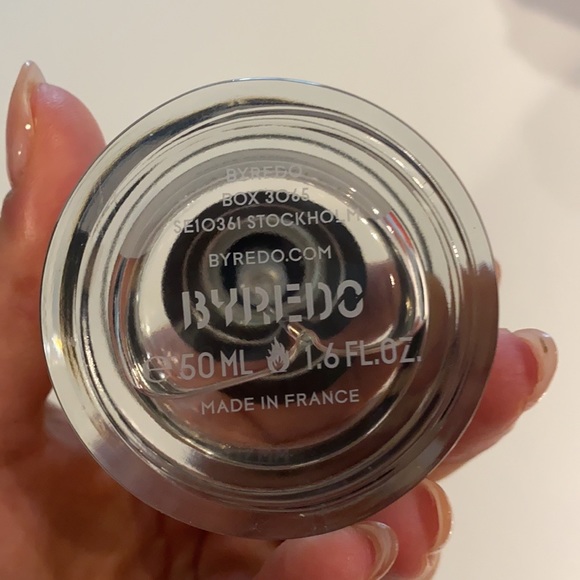 BYREDO
BOX 3065
SE10361 STOCKHOLM
BYREDO.COM
BYREDO
℮ 50 ML 1.6 FL.OZ.
MADE IN FRANCE